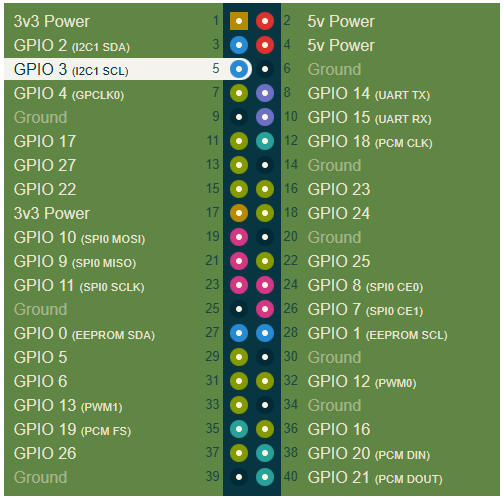 3v3 Power 1 2 5v Power
GPIO 2 (I2C1 SDA) 3 4 5v Power
GPIO 3 (I2C1 SCL) 5 6 Ground
GPIO 4 (GPCLK0) 7 8 GPIO 14 (UART TX)
Ground 9 10 GPIO 15 (UART RX)
GPIO 17 11 12 GPIO 18 (PCM CLK)
GPIO 27 13 14 Ground
GPIO 22 15 16 GPIO 23
3v3 Power 17 18 GPIO 24
GPIO 10 (SPI0 MOSI) 19 20 Ground
GPIO 9 (SPI0 MISO) 21 22 GPIO 25
GPIO 11 (SPI0 SCLK) 23 24 GPIO 8 (SPI0 CE0)
Ground 25 26 GPIO 7 (SPI0 CE1)
GPIO 0 (EEPROM SDA) 27 28 GPIO 1 (EEPROM SCL)
GPIO 5 29 30 Ground
GPIO 6 31 32 GPIO 12 (PWM0)
GPIO 13 (PWM1) 33 34 Ground
GPIO 19 (PCM FS) 35 36 GPIO 16
GPIO 26 37 38 GPIO 20 (PCM DIN)
Ground 39 40 GPIO 21 (PCM DOUT)